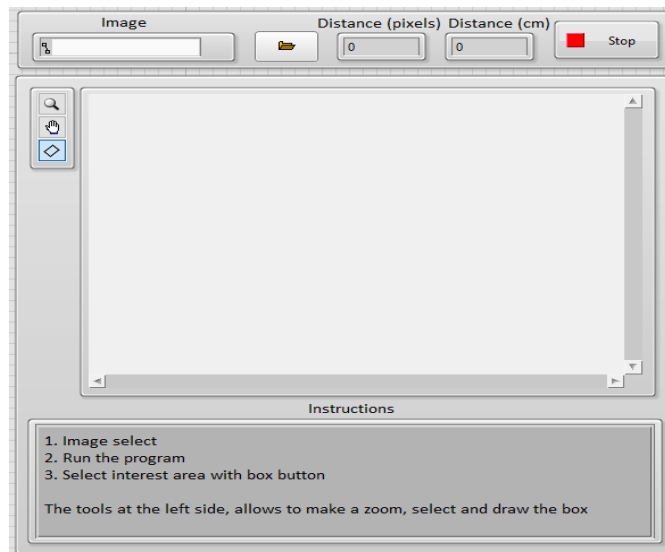 Image
Distance (pixels) Distance (cm)
0
0
Stop
Instructions
1. Image select
2. Run the program
3. Select interest area with box button
The tools at the left side, allows to make a zoom, select and draw the box